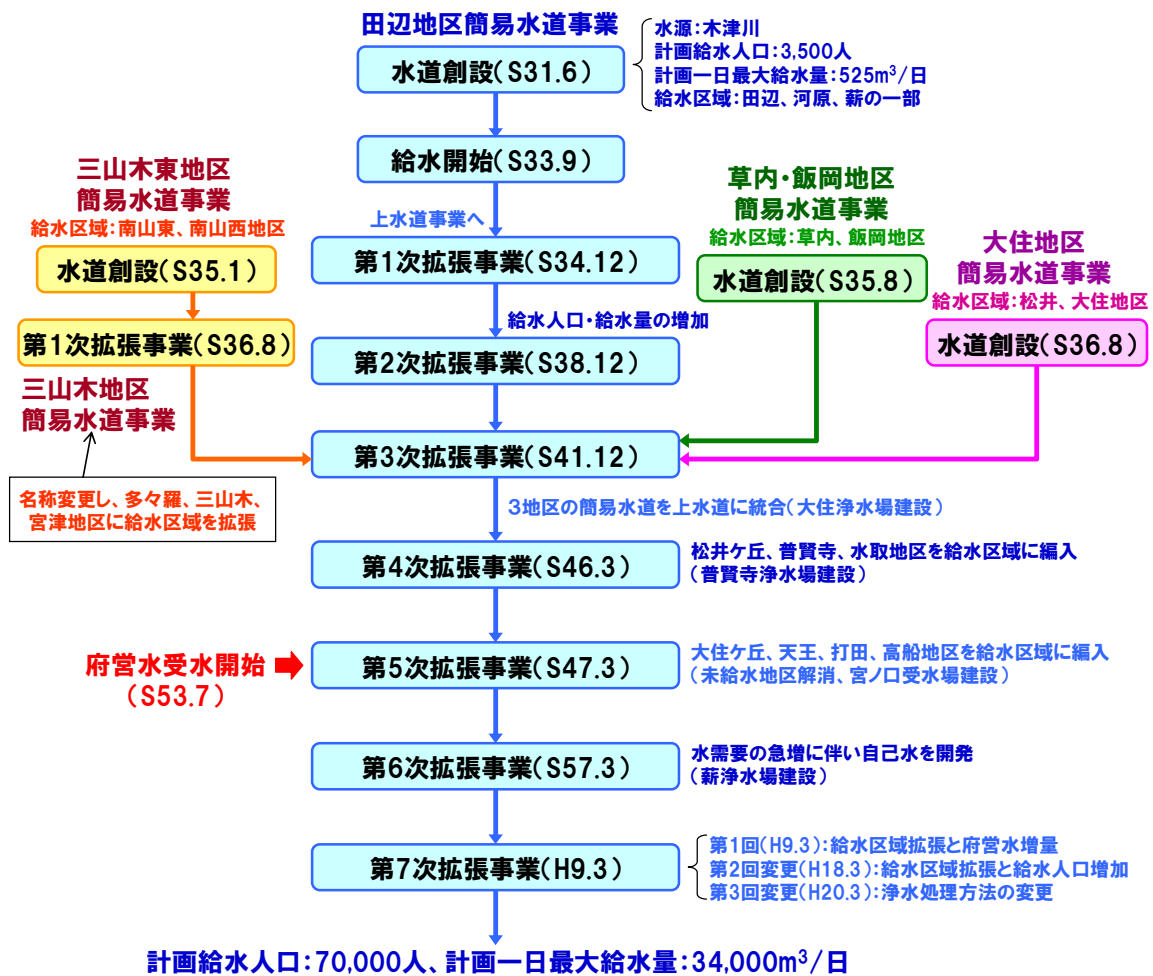 田辺地区簡易水道事業
水道創設(S31.6)
水源:木津川
計画給水人口:3,500人
計画一日最大給水量:525m³/日
給水区域:田辺、河原、薪の一部
給水開始(S33.9)
上水道事業へ
三山木東地区
簡易水道事業
給水区域:南山東、南山西地区
水道創設(S35.1)
第1次拡張事業(S36.8)
三山木地区
簡易水道事業
名称変更し、多々羅、三山木、
宮津地区に給水区域を拡張
第1次拡張事業(S34.12)
給水人口・給水量の増加
第2次拡張事業(S38.12)
草内・飯岡地区
簡易水道事業
給水区域:草内、飯岡地区
水道創設(S35.8)
大住地区
簡易水道事業
給水区域:松井、大住地区
水道創設(S36.8)
第3次拡張事業(S41.12)
3地区の簡易水道を上水道に統合(大住浄水場建設)
第4次拡張事業(S46.3)
松井ケ丘、普賢寺、水取地区を給水区域に編入
(普賢寺浄水場建設)
府営水受水開始
(S53.7)
第5次拡張事業(S47.3)
大住ケ丘、天王、打田、高船地区を給水区域に編入
(未給水地区解消、宮ノ口受水場建設)
第6次拡張事業(S57.3)
水需要の急増に伴い自己水を開発
(薪浄水場建設)
第7次拡張事業(H9.3)
第1回(H9.3):給水区域拡張と府営水増量
第2回変更(H18.3):給水区域拡張と給水人口増加
第3回変更(H20.3):浄水処理方法の変更
計画給水人口:70,000人、計画一日最大給水量:34,000m³/日